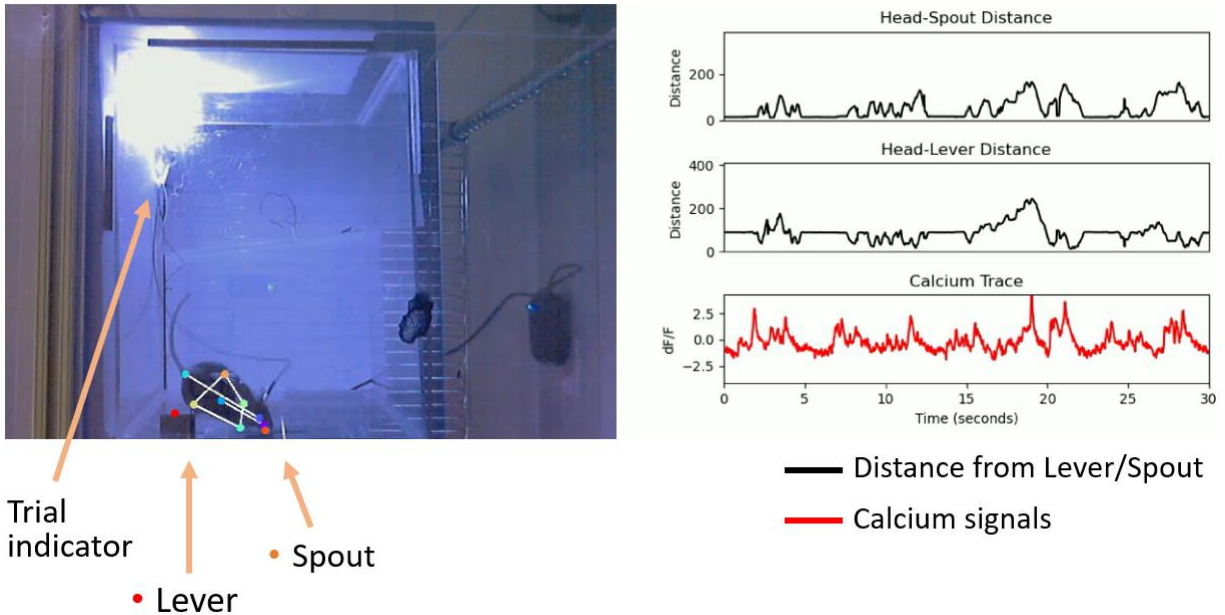 Head-Spout Distance
Distance
200
0
Head-Lever Distance
Distance
400
200
0
Calcium Trace
dF/F
2.5
0.0
−2.5
0 5 10 15 20 25 30
Time (seconds)
Distance from Lever/Spout
Calcium signals
Trial
indicator
Spout
Lever